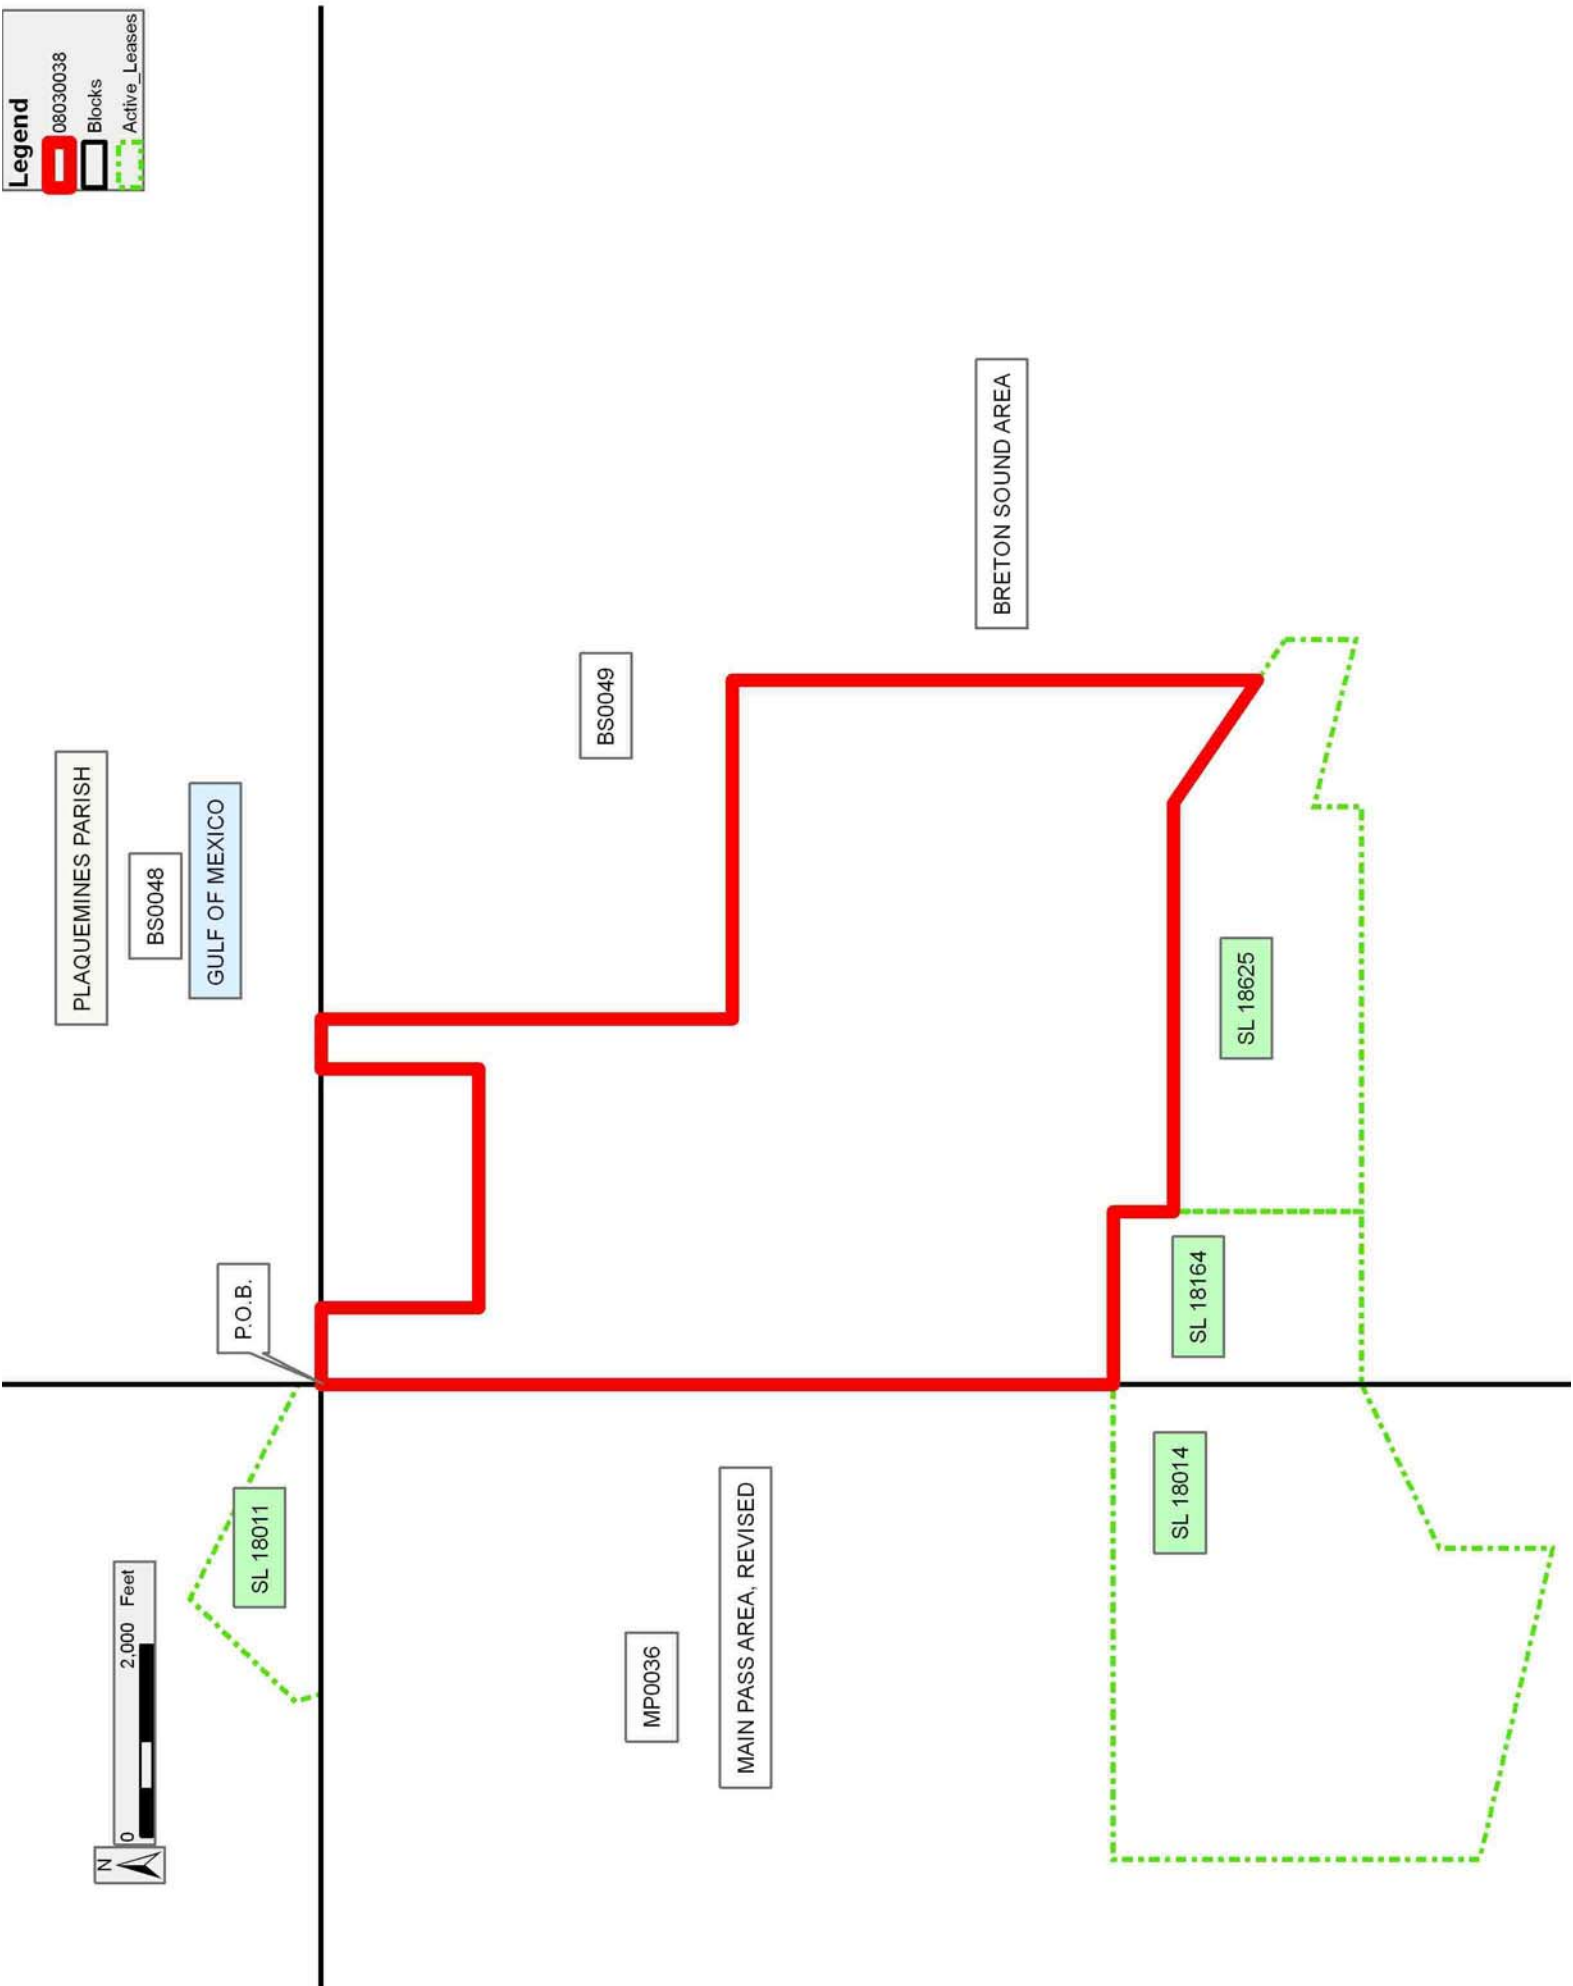 N
0 2,000 Feet
Legend
08030038
Blocks
Active_Leases
PLAQUEMINES PARISH
BS0048
GULF OF MEXICO
P.O.B.
SL 18011
BS0049
MP0036
MAIN PASS AREA, REVISED
BRETON SOUND AREA
SL 18014
SL 18164
SL 18625